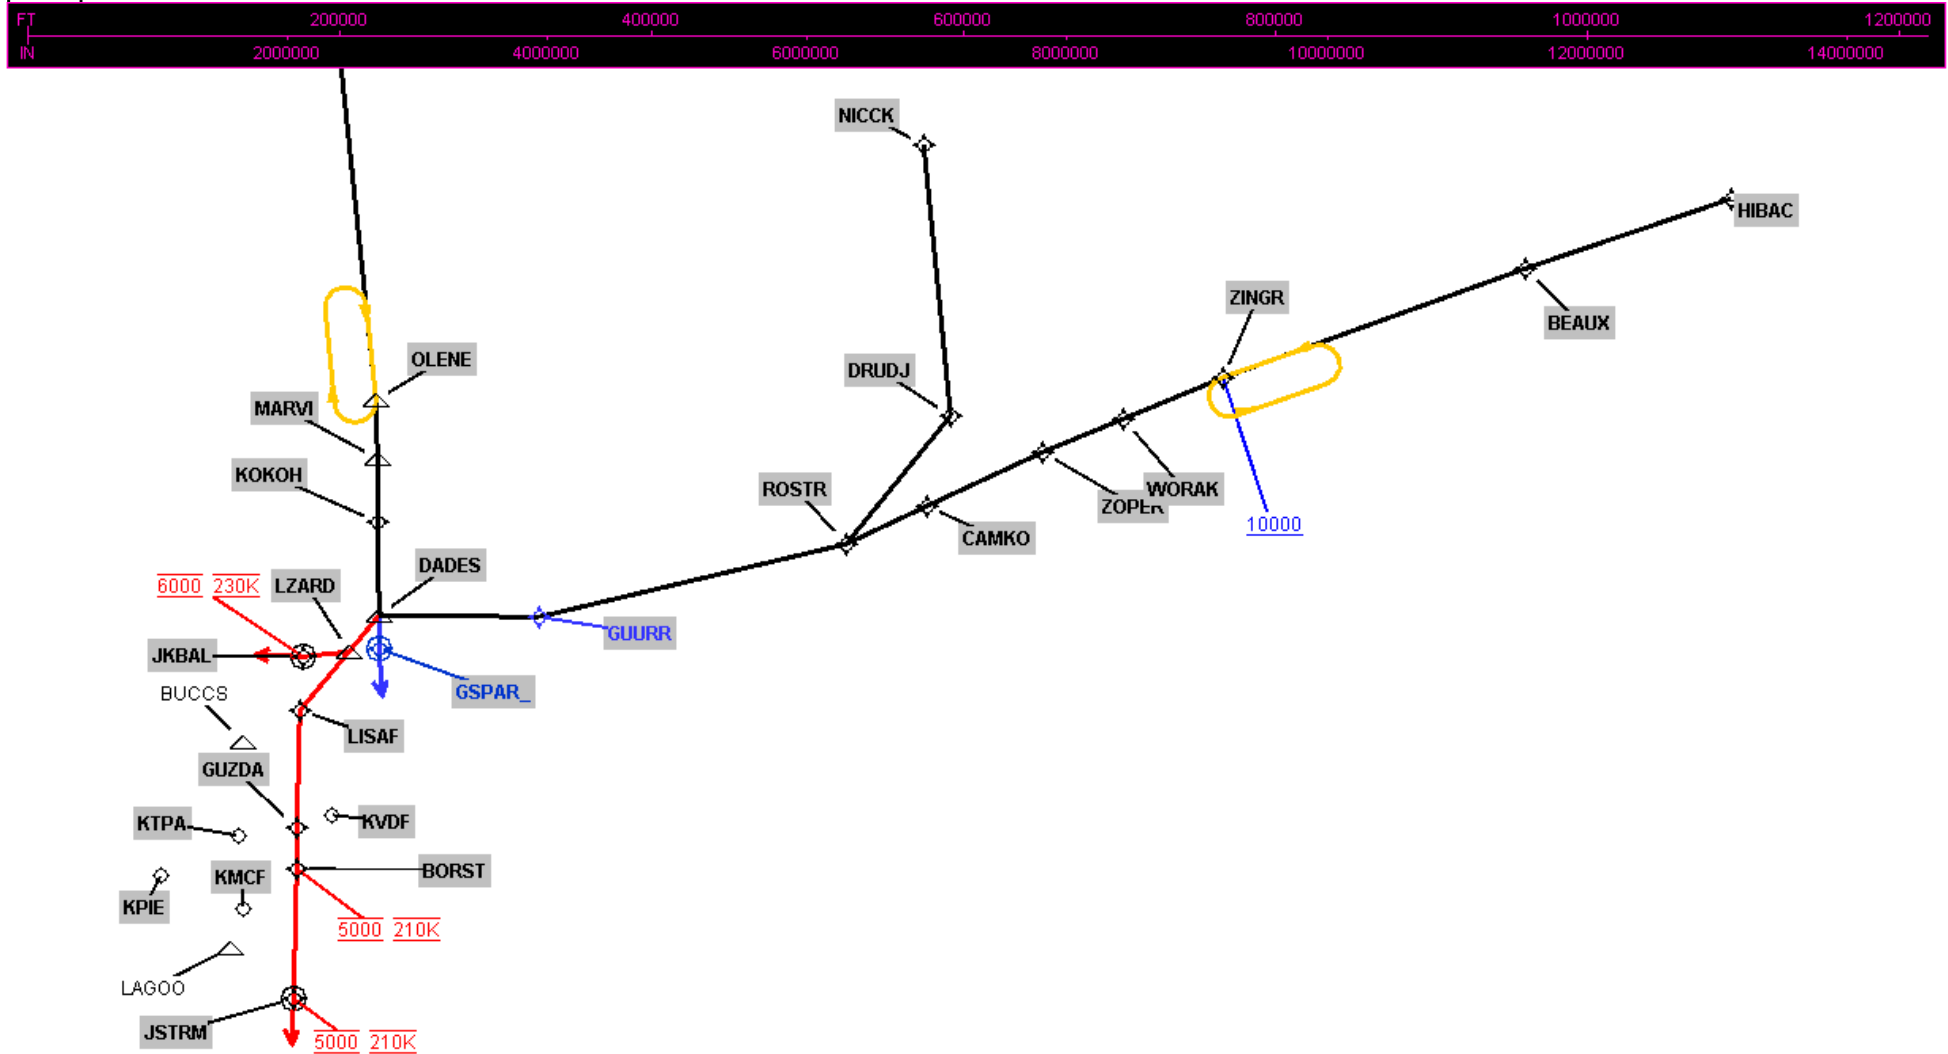 FT 200000 400000 600000 800000 1000000 1200000
IN 2000000 4000000 6000000 8000000 10000000 12000000 14000000
NICCK
HIBAC
ZINGR
BEAUX
OLENE
DRUDJ
MARVI
KOKOH
ROSTR
WORAK
ZOPER
10000
CAMKO
DADES
6000 230K
LZARD
GUURR
JKBAL
BUCCS
GSPAR_
LISAF
GUZDA
KTPA
KVDF
BORST
KMCF
KPIE
5000 210K
LAGOO
JSTRM
5000 210K